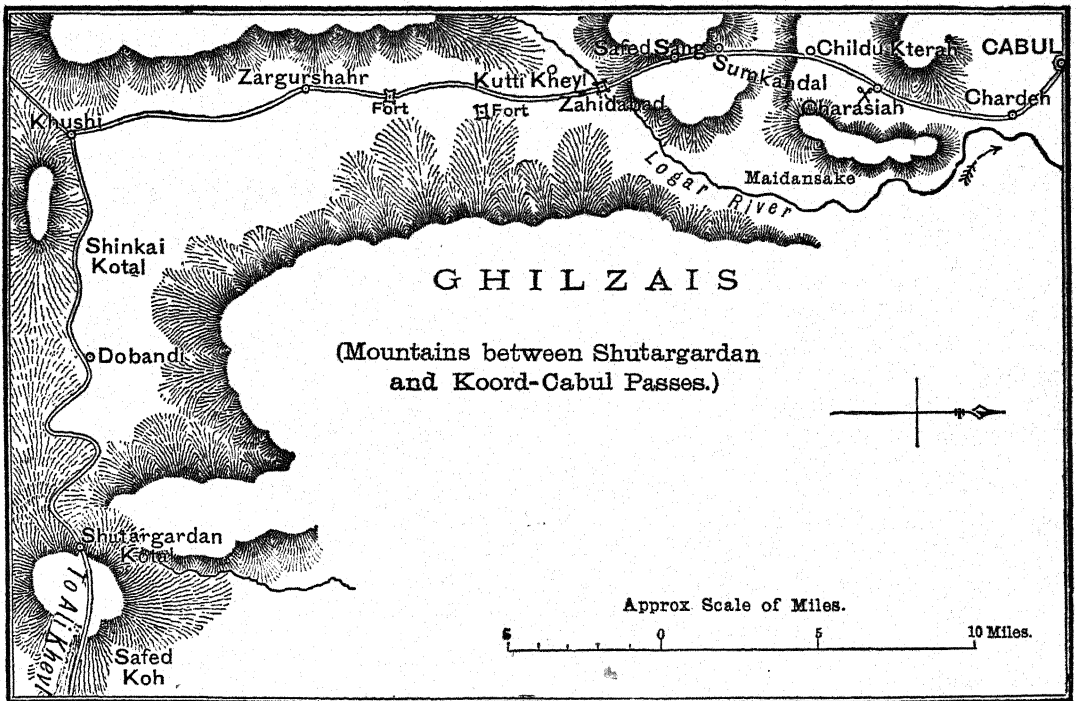 Safed Sang
Childu Kterah
CABUL
Zargurshahr
Kutti Kheyl
Sumkandal
Fort
Fort
Zahidabad
Charasiah
Chardeh
Khushi
Logar River
Maidansake
Shinkai
Kotal
GHILZAIS
Dobandi
(Mountains between Shutargardan
and Koord-Cabul Passes.)
Shutargardan
Kotal
To Ali Kheyl
Safed
Koh
Approx Scale of Miles.
5 0 5 10 Miles.